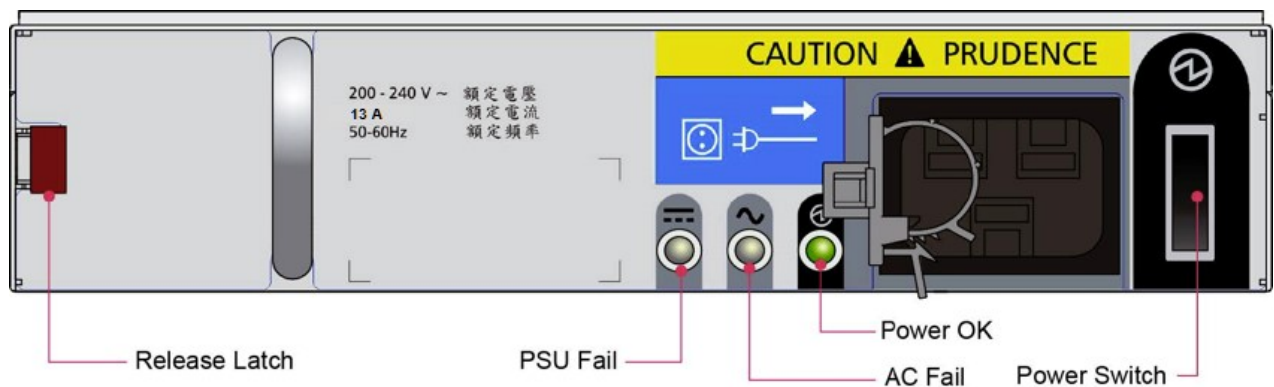 CAUTION ⚠ PRUDENCE
200 - 240 V ~ 額定電壓
13 A 額定電流
50-60Hz 額定頻率
Release Latch
PSU Fail
Power OK
AC Fail
Power Switch